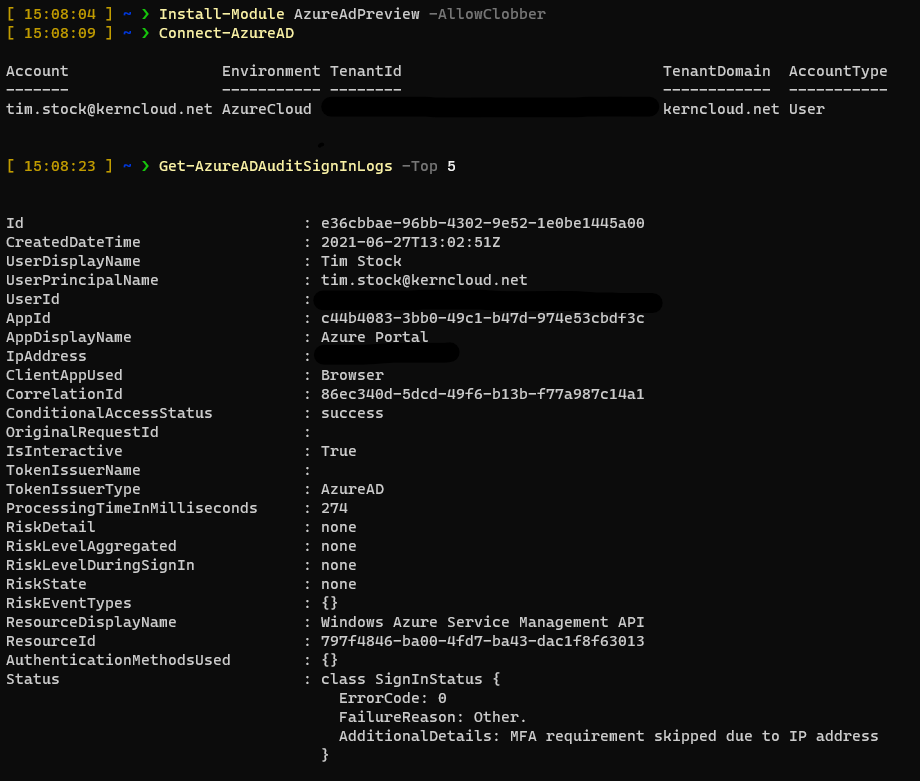 [ 15:08:04 ] ~ ❯ Install-Module AzureAdPreview -AllowClobber
[ 15:08:09 ] ~ ❯ Connect-AzureAD
Account Environment TenantId TenantDomain AccountType
------- ----------- -------- ------------ -----------
tim.stock@kerncloud.net AzureCloud kerncloud.net User
[ 15:08:23 ] ~ ❯ Get-AzureADAuditSignInLogs -Top 5
Id : e36cbbae-96bb-4302-9e52-1e0be1445a00
CreatedDateTime : 2021-06-27T13:02:51Z
UserDisplayName : Tim Stock
UserPrincipalName : tim.stock@kerncloud.net
UserId :
AppId : c44b4083-3bb0-49c1-b47d-974e53cbdf3c
AppDisplayName : Azure Portal
IpAddress :
ClientAppUsed : Browser
CorrelationId : 86ec340d-5dcd-49f6-b13b-f77a987c14a1
ConditionalAccessStatus : success
OriginalRequestId :
IsInteractive : True
TokenIssuerName :
TokenIssuerType : AzureAD
ProcessingTimeInMilliseconds : 274
RiskDetail : none
RiskLevelAggregated : none
RiskLevelDuringSignIn : none
RiskState : none
RiskEventTypes : {}
ResourceDisplayName : Windows Azure Service Management API
ResourceId : 797f4846-ba00-4fd7-ba43-dac1f8f63013
AuthenticationMethodsUsed : {}
Status : class SignInStatus {
ErrorCode: 0
FailureReason: Other.
AdditionalDetails: MFA requirement skipped due to IP address
}